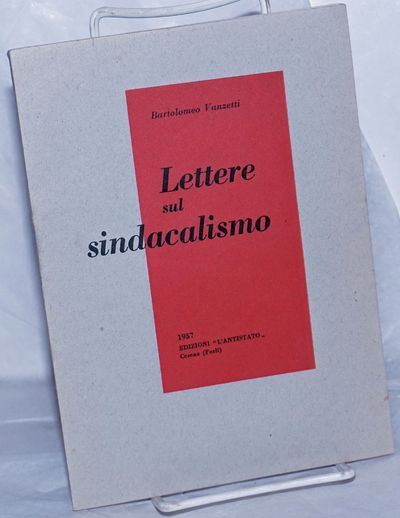 Bartolomeo Vanzetti
Lettere
sul
sindacalismo
1957
EDIZIONI "L'ANTISTATO„
Cesena (Forlì)